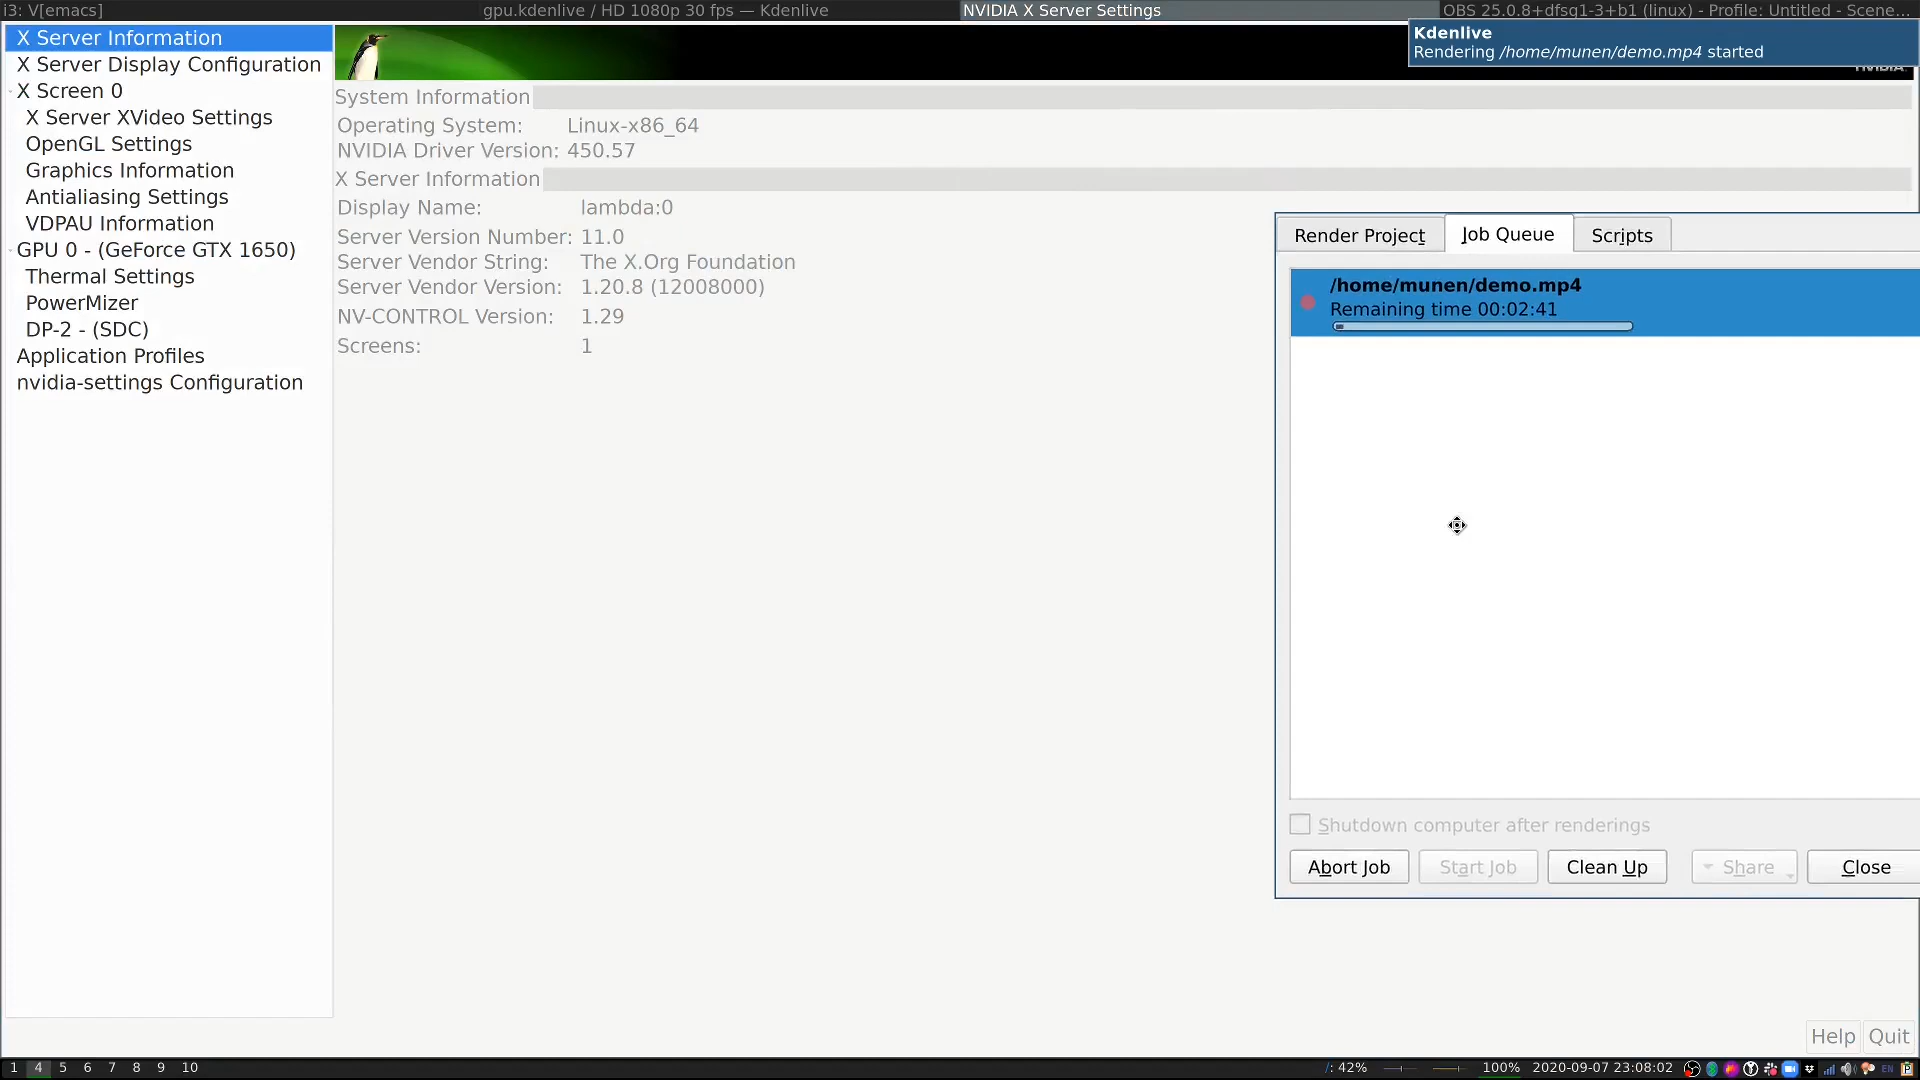 i3: V[emacs]
gpu.kdenlive / HD 1080p 30 fps — Kdenlive
NVIDIA X Server Settings
OBS 25.0.8+dfsg1-3+b1 (linux) - Profile: Untitled - Scene...
Kdenlive
Rendering /home/munen/demo.mp4 started
X Server Information
X Server Display Configuration
X Screen 0
X Server XVideo Settings
OpenGL Settings
Graphics Information
Antialiasing Settings
VDPAU Information
GPU 0 - (GeForce GTX 1650)
Thermal Settings
PowerMizer
DP-2 - (SDC)
Application Profiles
nvidia-settings Configuration
System Information
Operating System: Linux-x86_64
NVIDIA Driver Version: 450.57
X Server Information
Display Name: lambda:0
Server Version Number: 11.0
Server Vendor String: The X.Org Foundation
Server Vendor Version: 1.20.8 (12008000)
NV-CONTROL Version: 1.29
Screens: 1
Render Project
Job Queue
Scripts
/home/munen/demo.mp4
Remaining time 00:02:41
Shutdown computer after renderings
Abort Job
Start Job
Clean Up
Share
Close
Help
Quit
1 4 5 6 7 8 9 10
/: 42%
100%
2020-09-07 23:08:02
EN